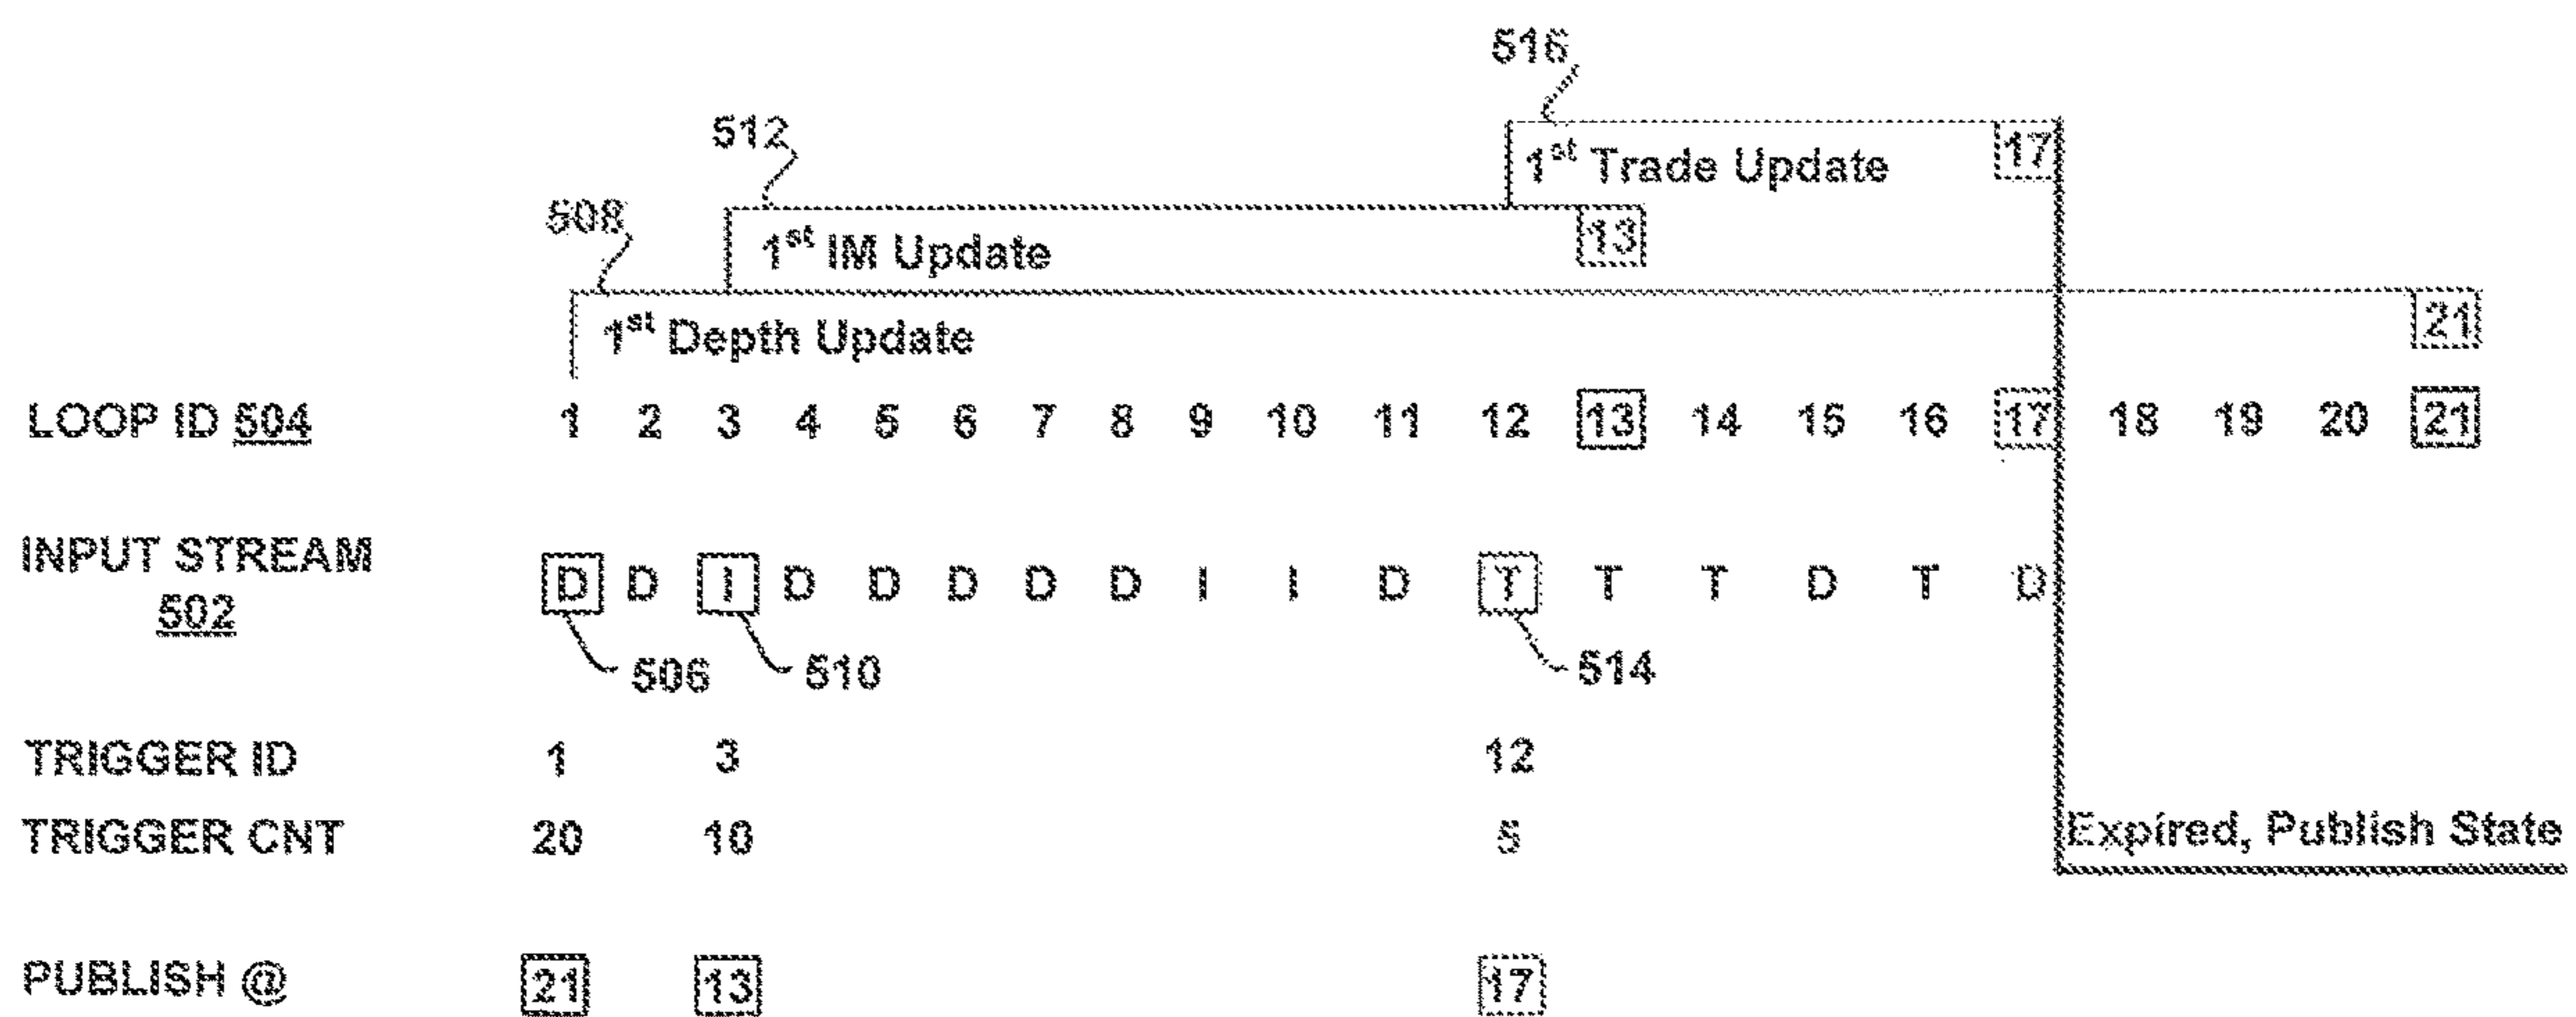 516
512
1st Trade Update 17
508
1st IM Update 13
1st Depth Update 21
LOOP ID 504 1 2 3 4 5 6 7 8 9 10 11 12 13 14 15 16 17 18 19 20 21
INPUT STREAM 502 D D I D D D D D I I D T T T D T D
506 510 514
TRIGGER ID 1 3 12
TRIGGER CNT 20 10 5
Expired, Publish State
PUBLISH @ 21 13 17